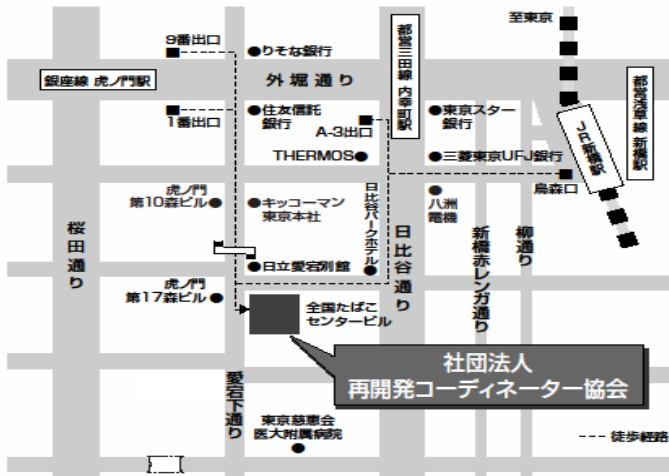 至東京
9番出口
りそな銀行
都営三田線 内幸町駅
銀座線 虎ノ門駅
外堀通り
都営浅草線 新橋駅
1番出口
住友信託
銀行
A-3出口
東京スター
銀行
JR新橋駅
THERMOS
三菱東京UFJ銀行
烏森口
虎ノ門
第10森ビル
キッコーマン
東京本社
日比谷パークホテル
八洲
電機
桜田通り
日比谷通り
新橋赤レンガ通り
柳通り
日立愛宕別館
虎ノ門
第17森ビル
全国たばこ
センタービル
社団法人
再開発コーディネーター協会
愛宕下通り
東京慈恵会
医大附属病院
徒歩経路